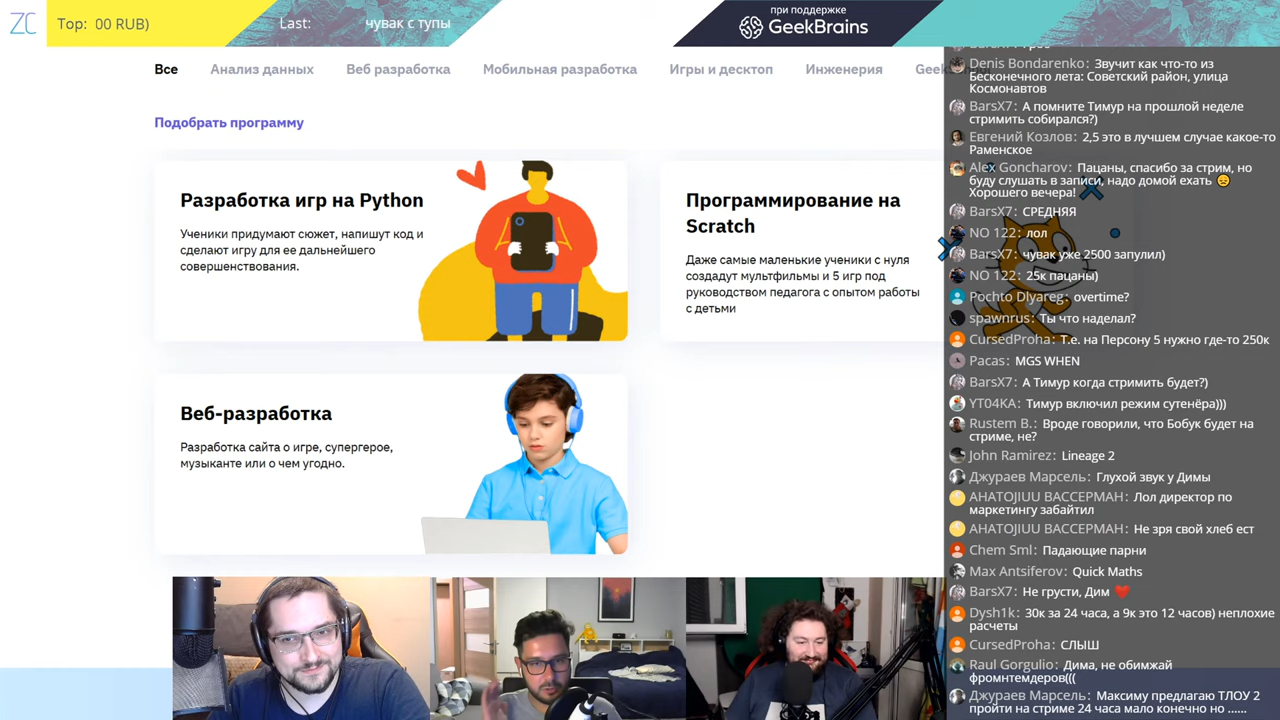 ZC
Top: 00 RUB)
Last:
чувак с тупы
при поддержке
GeekBrains
Все
Анализ данных
Веб разработка
Мобильная разработка
Игры и десктоп
Инженерия
Подобрать программу
Разработка игр на Python
Ученики придумают сюжет, напишут код и
сделают игру для ее дальнейшего
совершенствования.
Программирование на
Scratch
Даже самые маленькие ученики с нуля
создадут мультфильмы и 5 игр под
руководством педагога с опытом работы
с детьми
Веб-разработка
Разработка сайта о игре, супергерое,
музыканте или о чем угодно.
Denis Bondarenko: Звучит как что-то из
Бесконечного лета: Советский район, улица
Космонавтов
BarsX7: А помните Тимур на прошлой неделе
стримить собирался?)
Евгений Козлов: 2,5 это в лучшем случае какое-то
Раменское
Alex Goncharov: Пацаны, спасибо за стрим, но
буду слушать в записи, надо домой ехать 😔
Хорошего вечера!
BarsX7: СРЕДНЯЯ
NO 122: лол
BarsX7: чувак уже 2500 запулил)
NO 122: 25к пацаны)
Pochto Dlyareg: overtime?
spawnrus: Ты что наделал?
CursedProha: Т.е. на Персону 5 нужно где-то 250к
Pacas: MGS WHEN
BarsX7: А Тимур когда стримить будет?)
YT04KA: Тимур включил режим сутенёра)))
Rustem B.: Вроде говорили, что Бобук будет на
стриме, не?
John Ramirez: Lineage 2
Джураев Марсель: Глухой звук у Димы
AHATOJIUU BACCEPMAH: Лол директор по
маркетингу забайтил
AHATOJIUU BACCEPMAH: Не зря свой хлеб ест
Chem Sml: Падающие парни
Max Antsiferov: Quick Maths
BarsX7: Не грусти, Дим ❤️
Dysh1k: 30к за 24 часа, а 9к это 12 часов) неплохие
расчеты
CursedProha: СЛЫШ
Raul Gorgulio: Дима, не обимжай
фромнтемдеров(((
Джураев Марсель: Максиму предлагаю ТЛОУ 2
пройти на стриме 24 часа мало конечно но ......